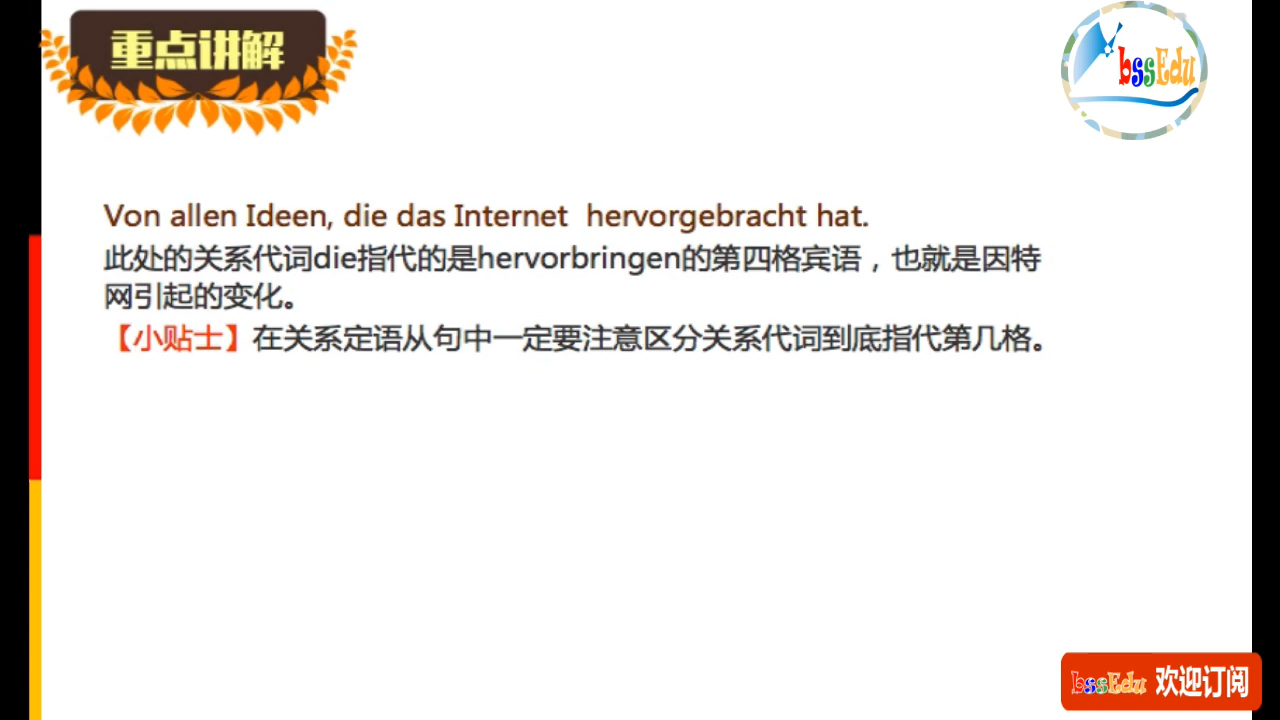 重点讲解
bssEdu
Von allen Ideen, die das Internet hervorgebracht hat.
此处的关系代词die指代的是hervorbringen的第四格宾语，也就是因特
网引起的变化。
【小贴士】在关系定语从句中一定要注意区分关系代词到底指代第几格。
bssEdu 欢迎订阅